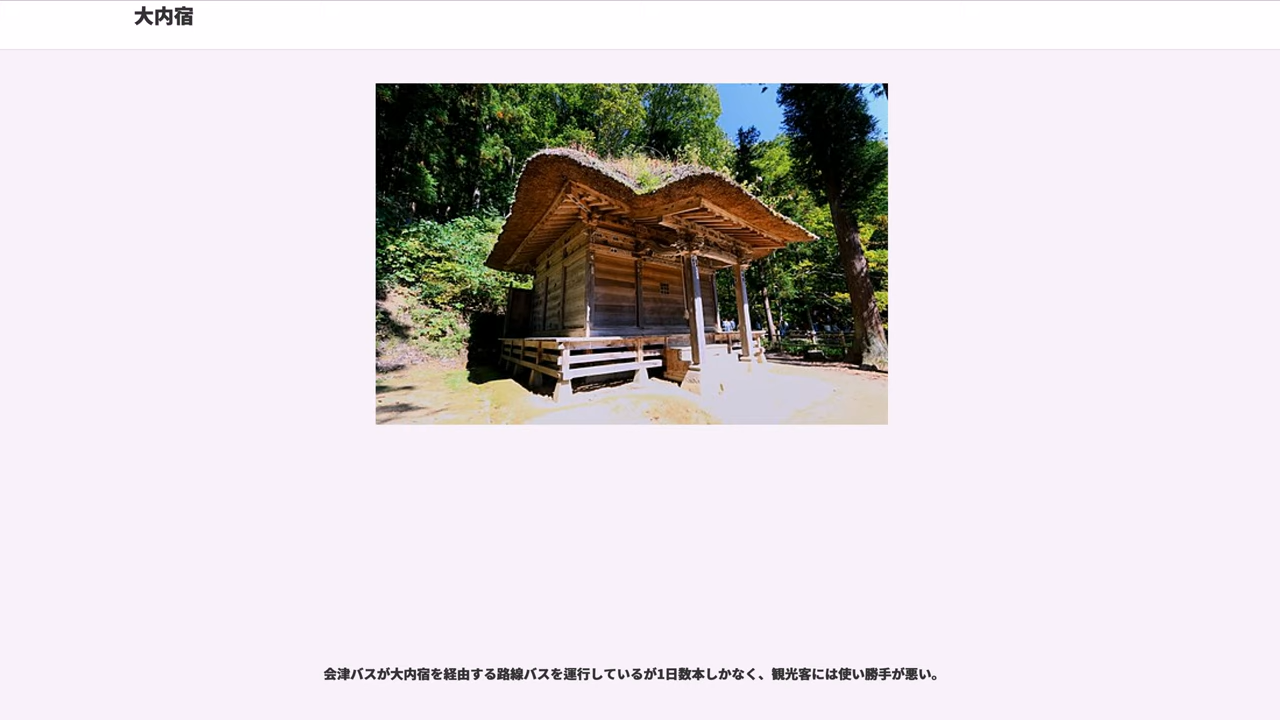 大内宿
会津バスが大内宿を経由する路線バスを運行しているが1日数本しかなく、観光客には使い勝手が悪い。